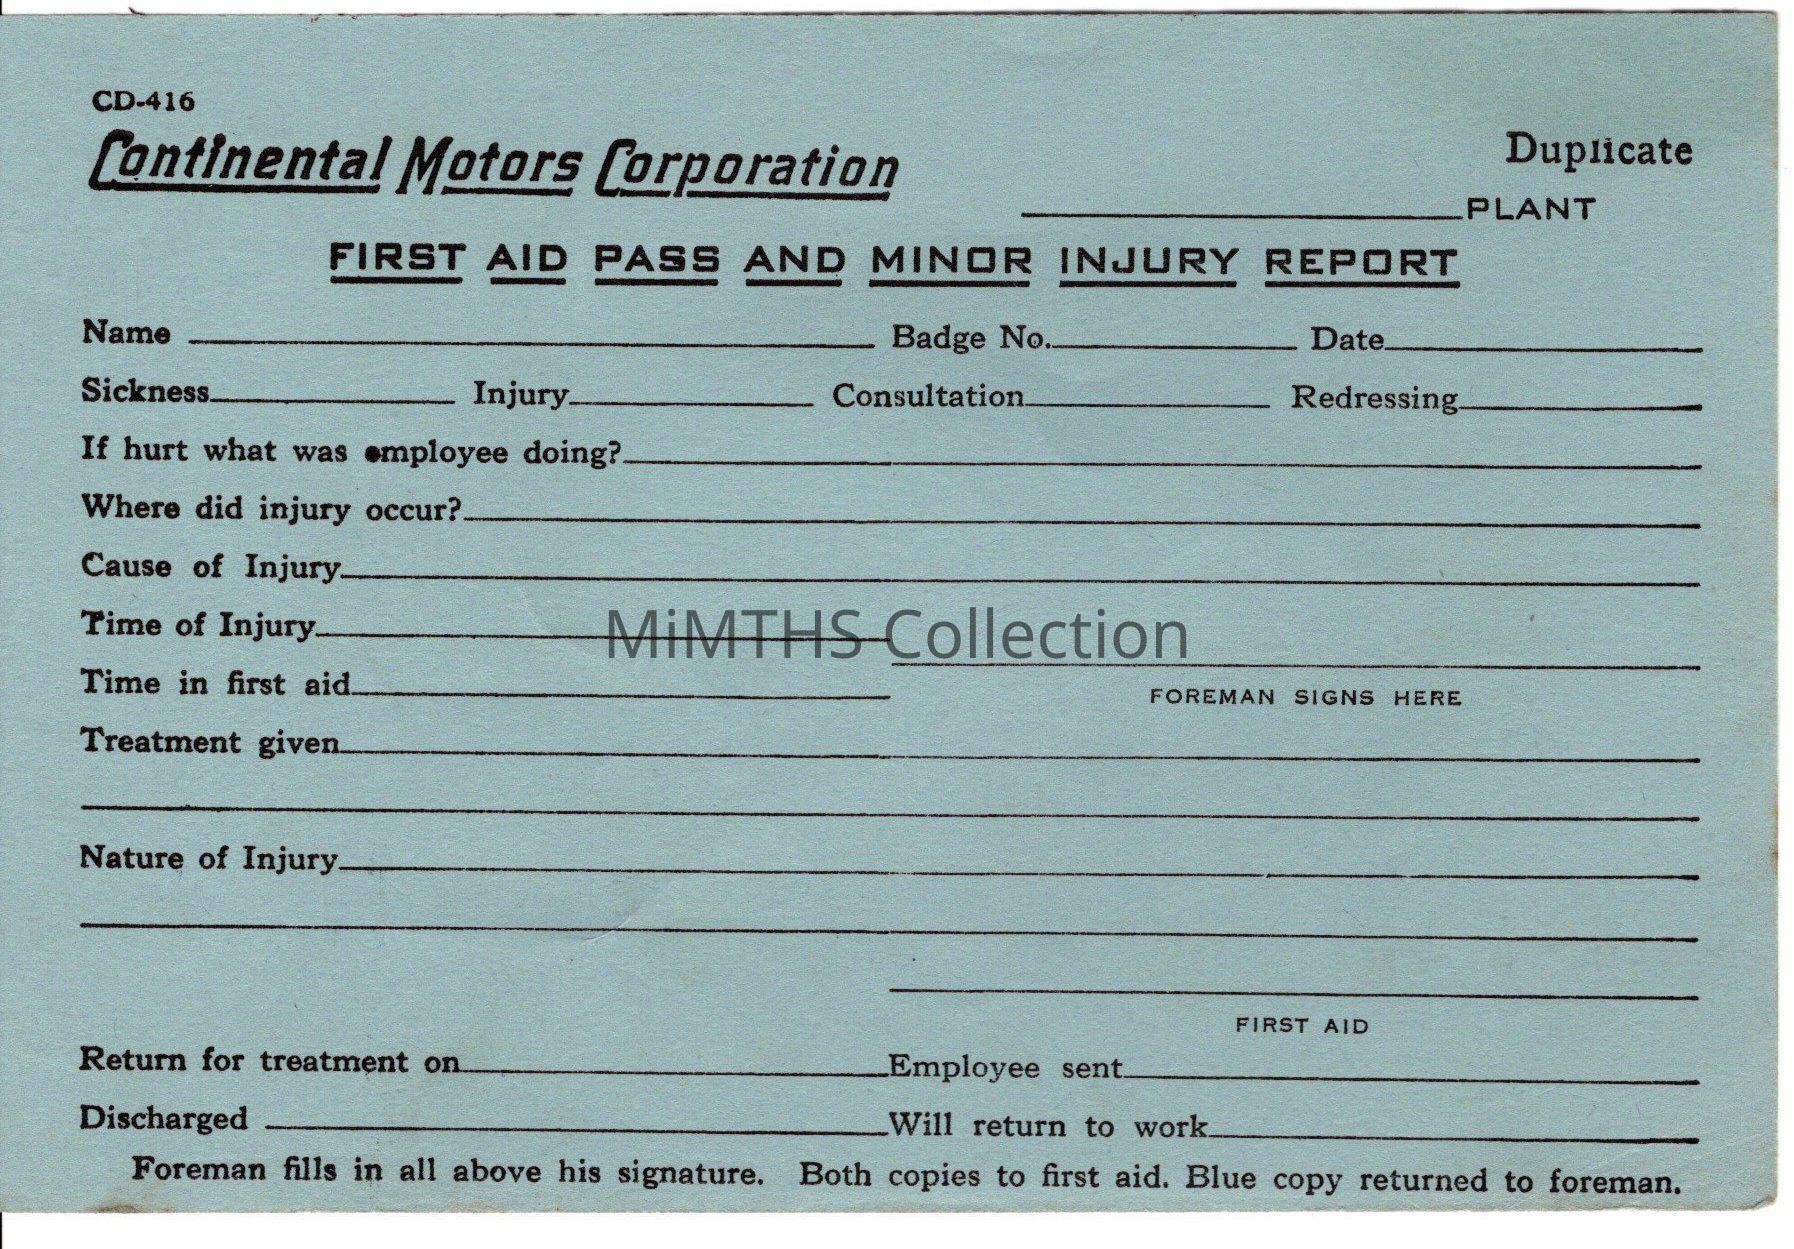 CD-416
Continental Motors Corporation
Duplicate
PLANT
FIRST AID PASS AND MINOR INJURY REPORT
Name Badge No. Date
Sickness Injury Consultation Redressing
If hurt what was employee doing?
Where did injury occur?
Cause of Injury
Time of Injury
MiMTHS Collection
Time in first aid
FOREMAN SIGNS HERE
Treatment given
Nature of Injury
FIRST AID
Return for treatment on Employee sent
Discharged Will return to work
Foreman fills in all above his signature. Both copies to first aid. Blue copy returned to foreman.